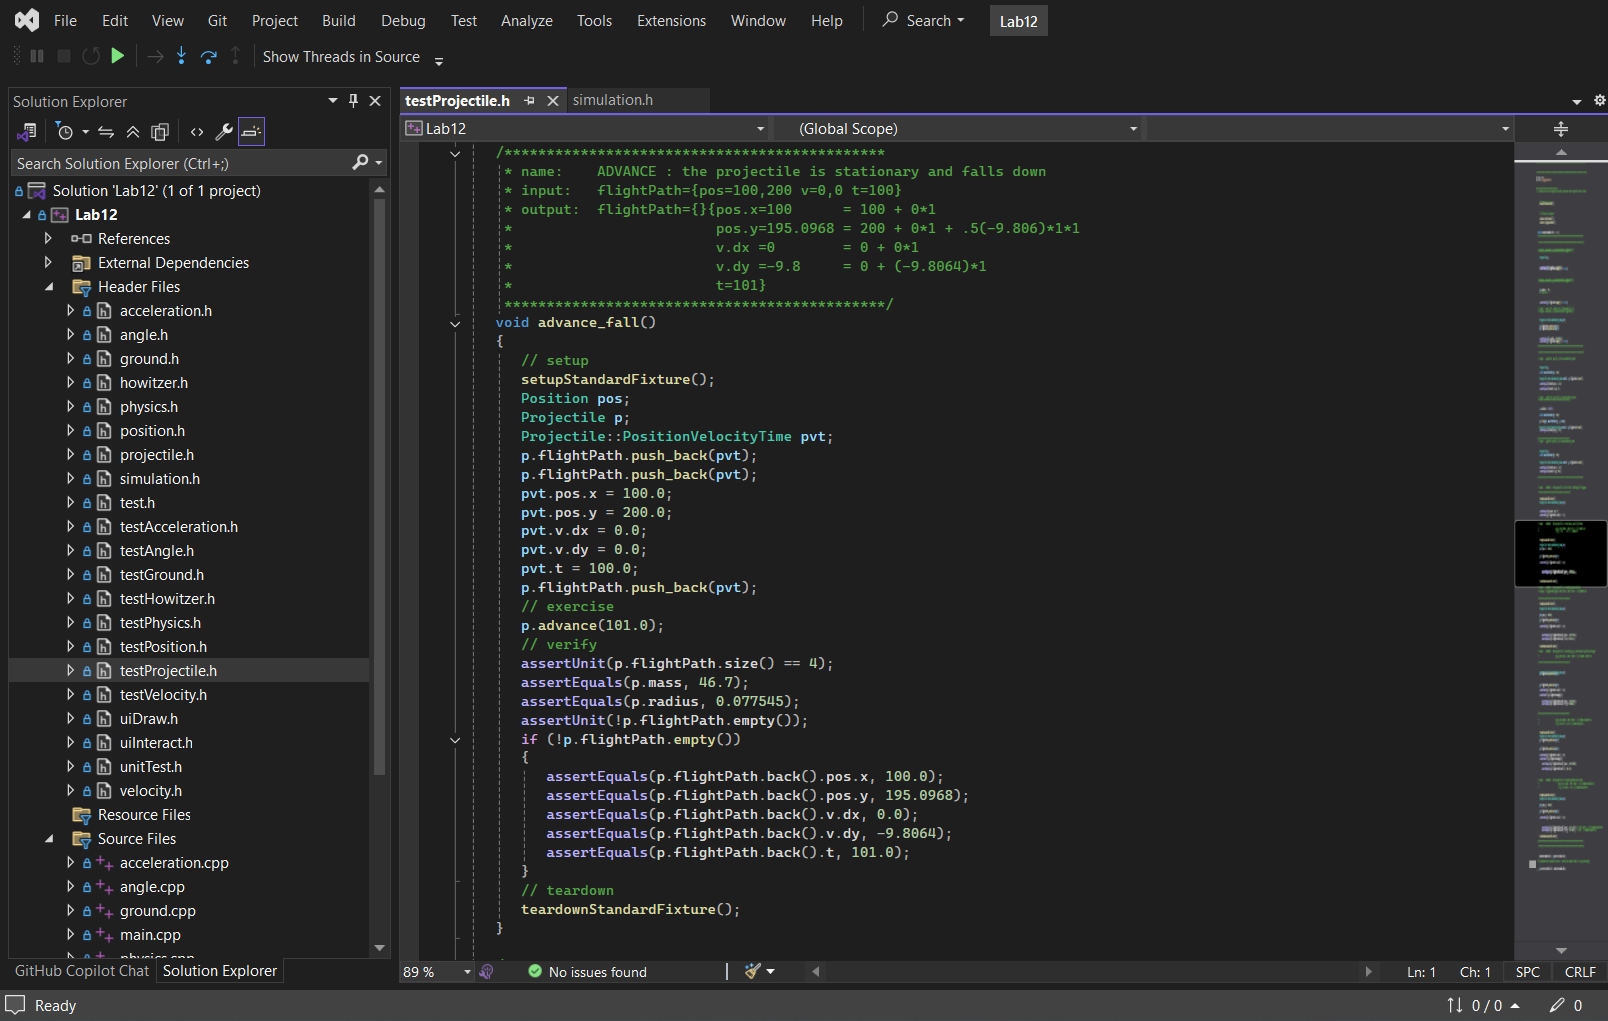 File Edit View Git Project Build Debug Test Analyze Tools Extensions Window Help Search Lab12
Show Threads in Source
Solution Explorer
Search Solution Explorer (Ctrl+;)
Solution 'Lab12' (1 of 1 project)
Lab12
References
External Dependencies
Header Files
acceleration.h
angle.h
ground.h
howitzer.h
physics.h
position.h
projectile.h
simulation.h
test.h
testAcceleration.h
testAngle.h
testGround.h
testHowitzer.h
testPhysics.h
testPosition.h
testProjectile.h
testVelocity.h
uiDraw.h
uiInteract.h
unitTest.h
velocity.h
Resource Files
Source Files
acceleration.cpp
angle.cpp
ground.cpp
main.cpp
physics.cpp
GitHub Copilot Chat Solution Explorer
testProjectile.h simulation.h
Lab12 (Global Scope)
/*********************************************
* name:    ADVANCE : the projectile is stationary and falls down
* input:   flightPath={pos=100,200 v=0,0 t=100}
* output:  flightPath={}{pos.x=100      = 100 + 0*1
*                        pos.y=195.0968 = 200 + 0*1 + .5(-9.806)*1*1
*                        v.dx =0        = 0 + 0*1
*                        v.dy =-9.8     = 0 + (-9.8064)*1
*                        t=101}
*********************************************/
void advance_fall()
{
// setup
setupStandardFixture();
Position pos;
Projectile p;
Projectile::PositionVelocityTime pvt;
p.flightPath.push_back(pvt);
p.flightPath.push_back(pvt);
pvt.pos.x = 100.0;
pvt.pos.y = 200.0;
pvt.v.dx = 0.0;
pvt.v.dy = 0.0;
pvt.t = 100.0;
p.flightPath.push_back(pvt);
// exercise
p.advance(101.0);
// verify
assertUnit(p.flightPath.size() == 4);
assertEquals(p.mass, 46.7);
assertEquals(p.radius, 0.077545);
assertUnit(!p.flightPath.empty());
if (!p.flightPath.empty())
{
assertEquals(p.flightPath.back().pos.x, 100.0);
assertEquals(p.flightPath.back().pos.y, 195.0968);
assertEquals(p.flightPath.back().v.dx, 0.0);
assertEquals(p.flightPath.back().v.dy, -9.8064);
assertEquals(p.flightPath.back().t, 101.0);
}
// teardown
teardownStandardFixture();
}
89 % No issues found Ln: 1 Ch: 1 SPC CRLF
Ready 0 / 0 0